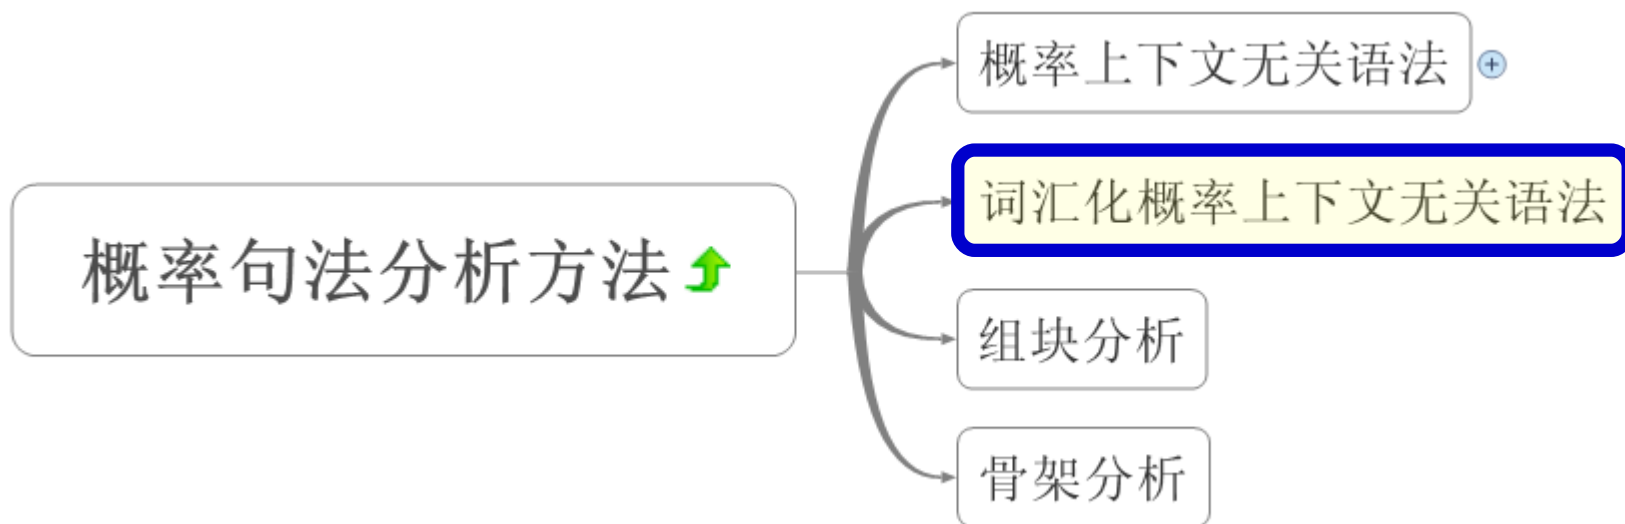 概率句法分析方法
概率上下文无关语法
词汇化概率上下文无关语法
组块分析
骨架分析